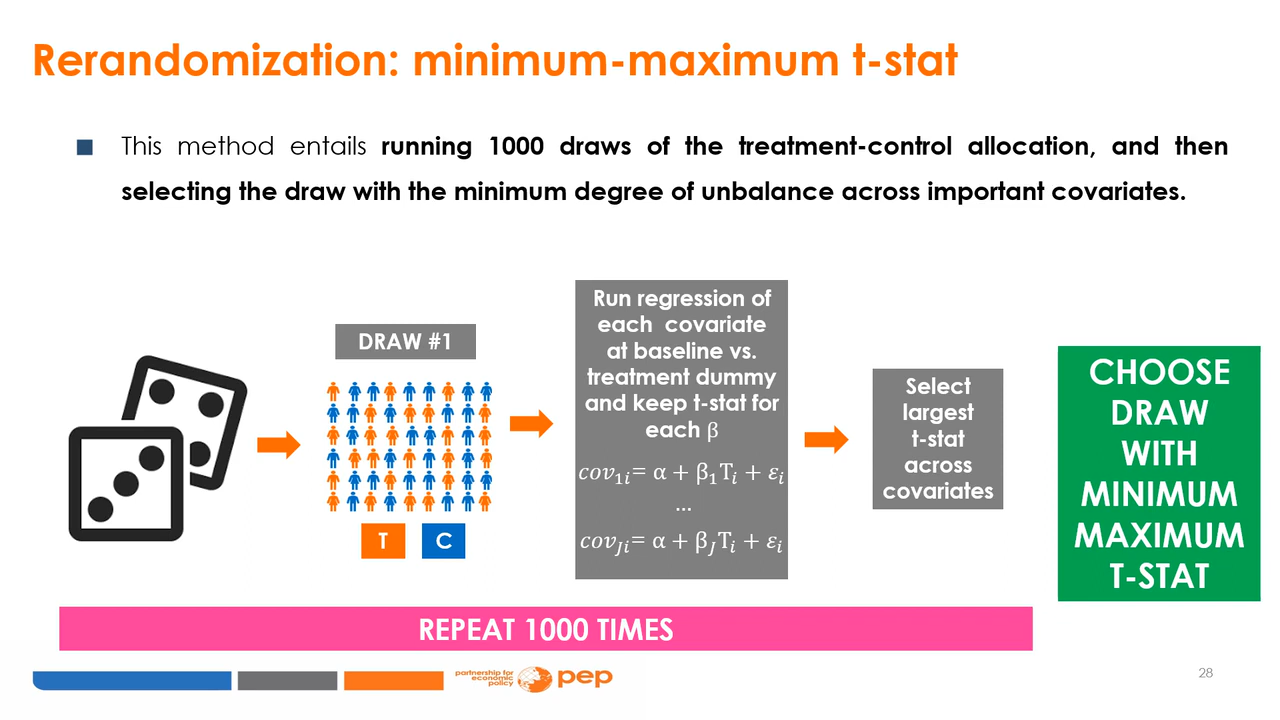 Rerandomization: minimum-maximum t-stat
■ This method entails running 1000 draws of the treatment-control allocation, and then
selecting the draw with the minimum degree of unbalance across important covariates.
DRAW #1
T
C
Run regression of
each covariate
at baseline vs.
treatment dummy
and keep t-stat for
each β
𝑐𝑜𝑣₁ᵢ= α + β₁Tᵢ + 𝜀ᵢ
...
𝑐𝑜𝑣_𝐽𝑖= α + β_𝐽T𝑖 + 𝜀𝑖
Select
largest
t-stat
across
covariates
CHOOSE
DRAW
WITH
MINIMUM
MAXIMUM
T-STAT
REPEAT 1000 TIMES
partnership for
economic
policy
pep
28